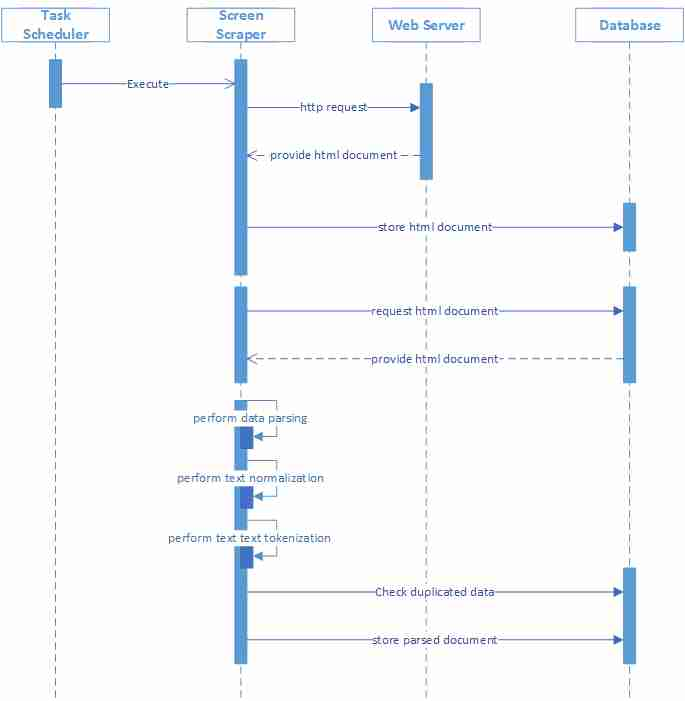 Task
Scheduler
Screen
Scraper
Web Server
Database
Execute
http request
provide html document
store html document
request html document
provide html document
perform data parsing
perform text normalization
perform text text tokenization
Check duplicated data
store parsed document